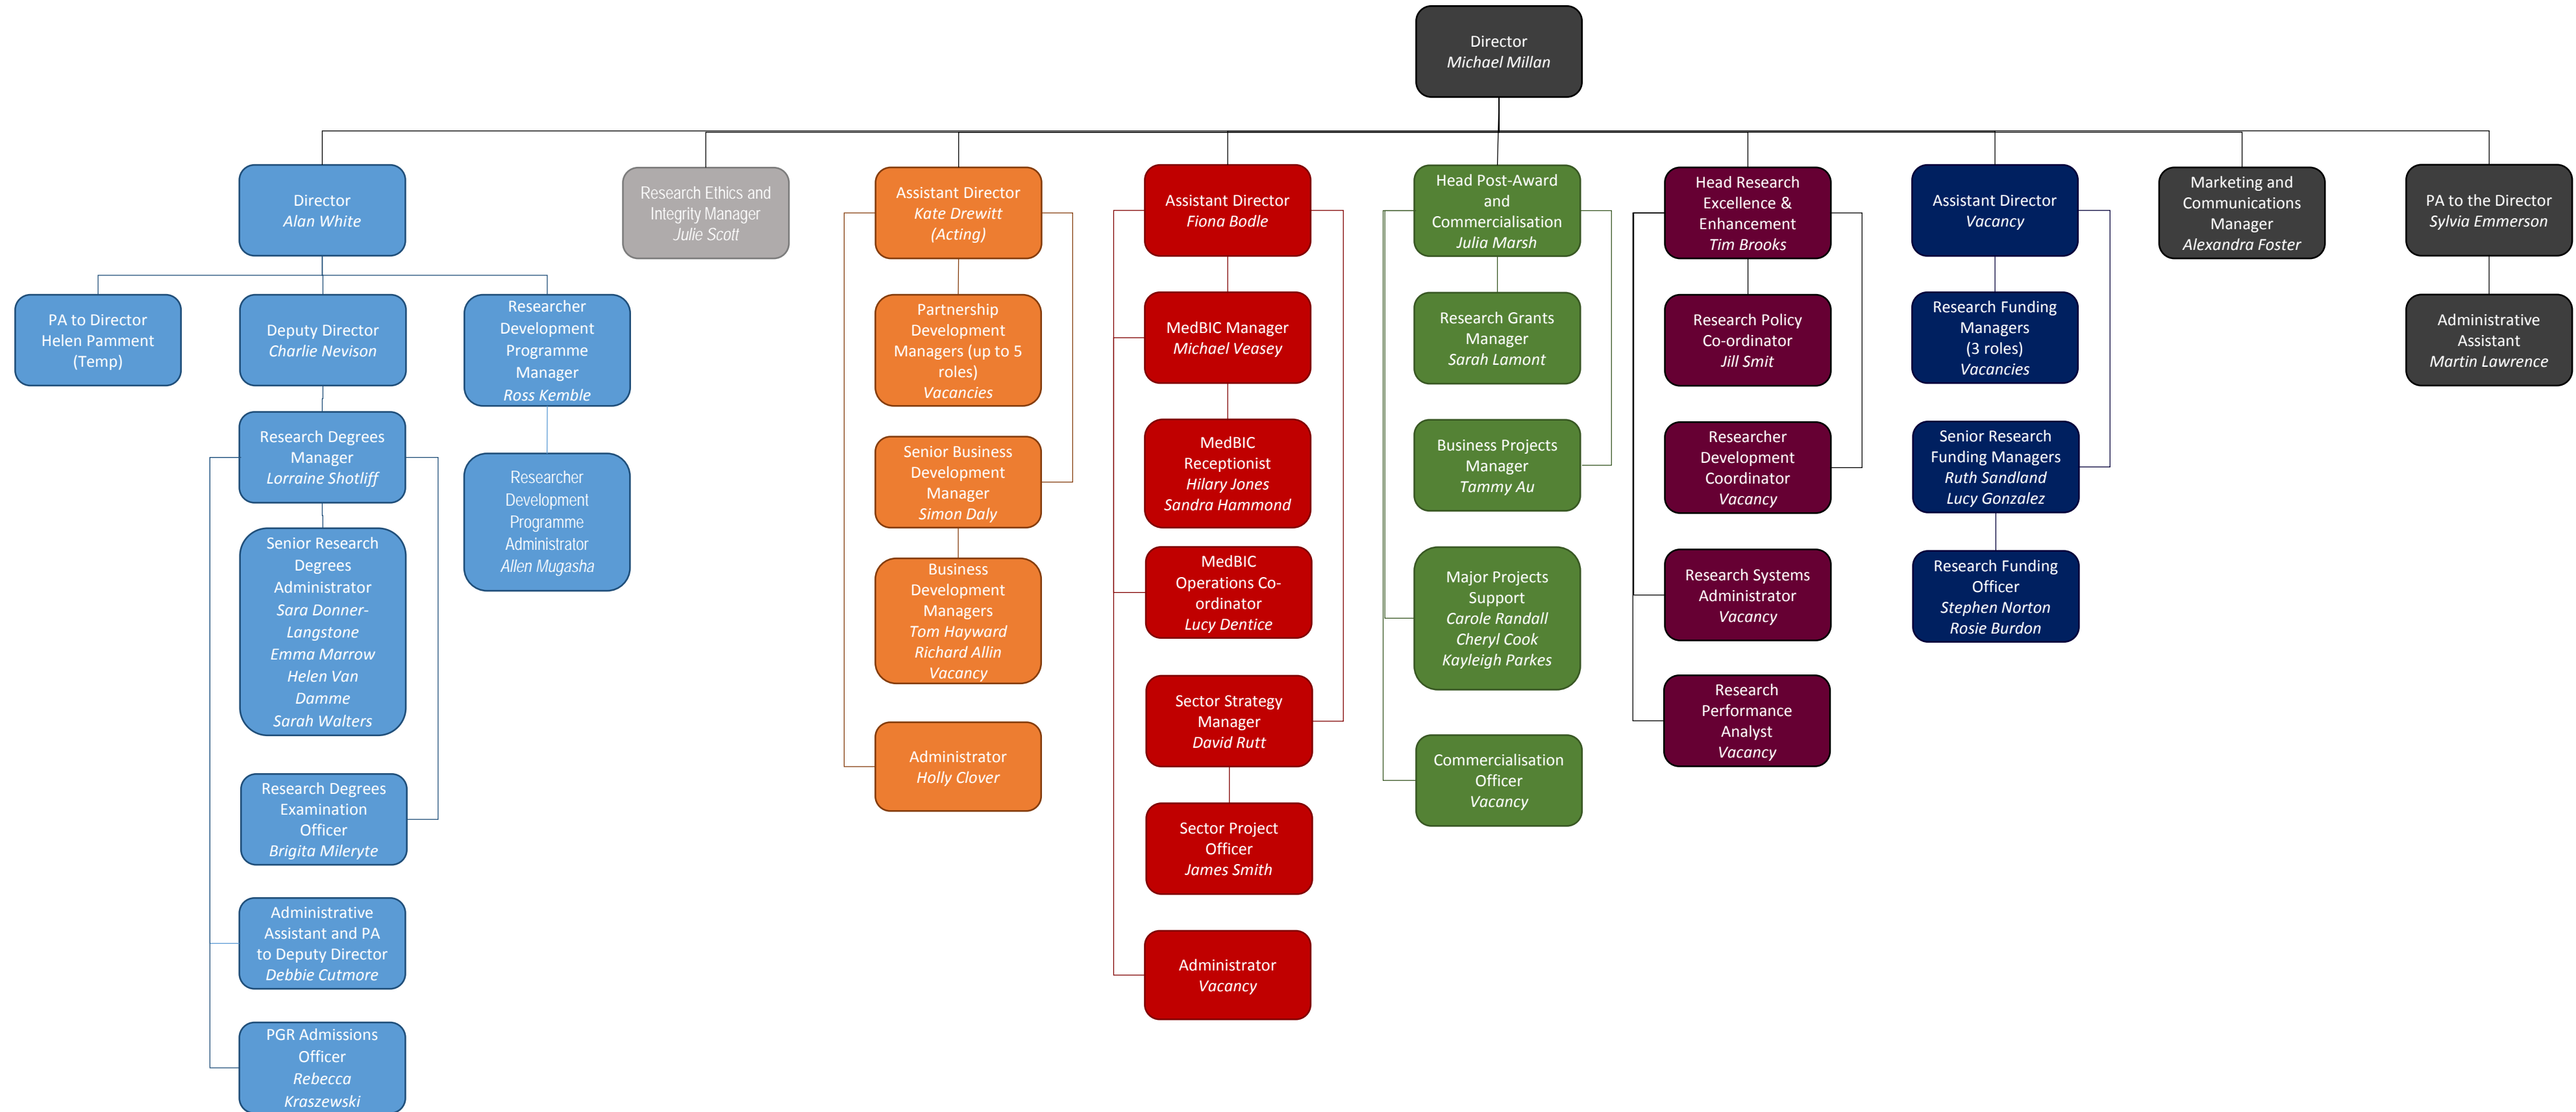 Director
Michael Millan
Director
Alan White
Research Ethics and
Integrity Manager
Julie Scott
Assistant Director
Kate Drewitt
(Acting)
Assistant Director
Fiona Bodle
Head Post-Award
and
Commercialisation
Julia Marsh
Head Research
Excellence &
Enhancement
Tim Brooks
Assistant Director
Vacancy
Marketing and
Communications
Manager
Alexandra Foster
PA to the Director
Sylvia Emmerson
PA to Director
Helen Pamment
(Temp)
Deputy Director
Charlie Nevison
Researcher
Development
Programme
Manager
Ross Kemble
Partnership
Development
Managers (up to 5
roles)
Vacancies
MedBIC Manager
Michael Veasey
Research Grants
Manager
Sarah Lamont
Research Policy
Co-ordinator
Jill Smit
Research Funding
Managers
(3 roles)
Vacancies
Administrative
Assistant
Martin Lawrence
Research Degrees
Manager
Lorraine Shotliff
Researcher
Development
Programme
Administrator
Allen Mugasha
Senior Business
Development
Manager
Simon Daly
MedBIC
Receptionist
Hilary Jones
Sandra Hammond
Business Projects
Manager
Tammy Au
Researcher
Development
Coordinator
Vacancy
Senior Research
Funding Managers
Ruth Sandland
Lucy Gonzalez
Senior Research
Degrees
Administrator
Sara Donner-
Langstone
Emma Marrow
Helen Van
Damme
Sarah Walters
Business
Development
Managers
Tom Hayward
Richard Allin
Vacancy
MedBIC
Operations Co-
ordinator
Lucy Dentice
Major Projects
Support
Carole Randall
Cheryl Cook
Kayleigh Parkes
Research Systems
Administrator
Vacancy
Research Funding
Officer
Stephen Norton
Rosie Burdon
Research Degrees
Examination
Officer
Brigita Mileryte
Administrator
Holly Clover
Sector Strategy
Manager
David Rutt
Commercialisation
Officer
Vacancy
Research
Performance
Analyst
Vacancy
Sector Project
Officer
James Smith
Administrative
Assistant and PA
to Deputy Director
Debbie Cutmore
Administrator
Vacancy
PGR Admissions
Officer
Rebecca
Kraszewski